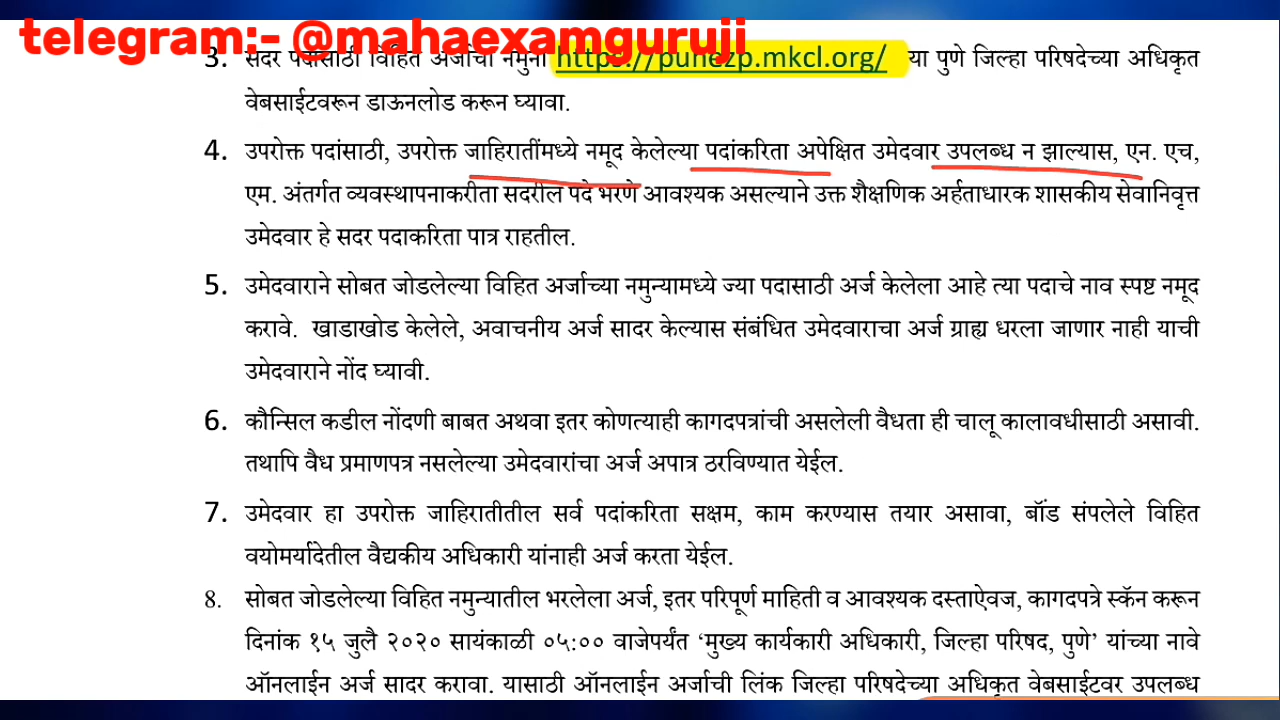 telegram:- @mahaexamguruji
3. सदर पदासाठी विहित अर्जाचा नमुना https://punezp.mkcl.org/ या पुणे जिल्हा परिषदेच्या अधिकृत
वेबसाईटवरून डाऊनलोड करून घ्यावा.
4. उपरोक्त पदांसाठी, उपरोक्त जाहिरातींमध्ये नमूद केलेल्या पदांकरिता अपेक्षित उमेदवार उपलब्ध न झाल्यास, एन. एच,
एम. अंतर्गत व्यवस्थापनाकरीता सदरील पदे भरणे आवश्यक असल्याने उक्त शैक्षणिक अर्हताधारक शासकीय सेवानिवृत्त
उमेदवार हे सदर पदाकरिता पात्र राहतील.
5. उमेदवाराने सोबत जोडलेल्या विहित अर्जाच्या नमुन्यामध्ये ज्या पदासाठी अर्ज केलेला आहे त्या पदाचे नाव स्पष्ट नमूद
करावे. खाडाखोड केलेले, अवाचनीय अर्ज सादर केल्यास संबंधित उमेदवाराचा अर्ज ग्राह्य धरला जाणार नाही याची
उमेदवाराने नोंद घ्यावी.
6. कौन्सिल कडील नोंदणी बाबत अथवा इतर कोणत्याही कागदपत्रांची असलेली वैधता ही चालू कालावधीसाठी असावी.
तथापि वैध प्रमाणपत्र नसलेल्या उमेदवारांचा अर्ज अपात्र ठरविण्यात येईल.
7. उमेदवार हा उपरोक्त जाहिरातीतील सर्व पदांकरिता सक्षम, काम करण्यास तयार असावा, बॉंड संपलेले विहित
वयोमर्यादेतील वैद्यकीय अधिकारी यांनाही अर्ज करता येईल.
8. सोबत जोडलेल्या विहित नमुन्यातील भरलेला अर्ज, इतर परिपूर्ण माहिती व आवश्यक दस्ताऐवज, कागदपत्रे स्कॅन करून
दिनांक १५ जुलै २०२० सायंकाळी ०५:०० वाजेपर्यंत ‘मुख्य कार्यकारी अधिकारी, जिल्हा परिषद, पुणे’ यांच्या नावे
ऑनलाईन अर्ज सादर करावा. यासाठी ऑनलाईन अर्जाची लिंक जिल्हा परिषदेच्या अधिकृत वेबसाईटवर उपलब्ध